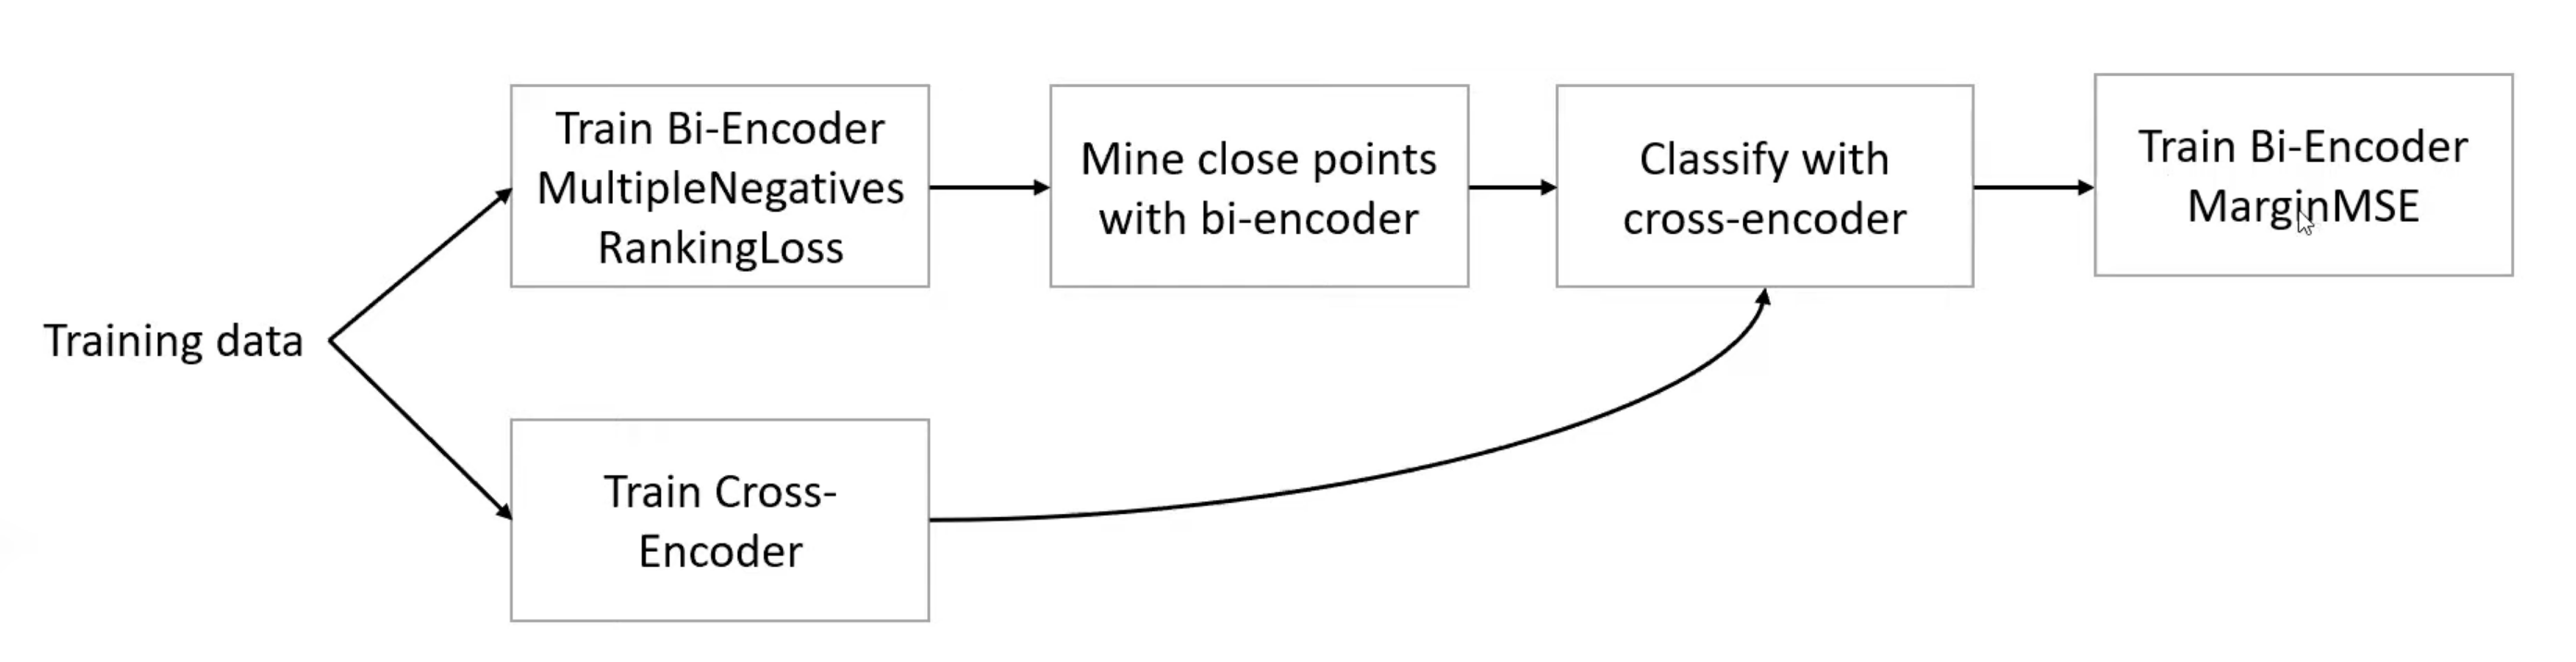 Training data
Train Bi-Encoder
MultipleNegatives
RankingLoss
Mine close points
with bi-encoder
Classify with
cross-encoder
Train Bi-Encoder
MarginMSE
Train Cross-
Encoder